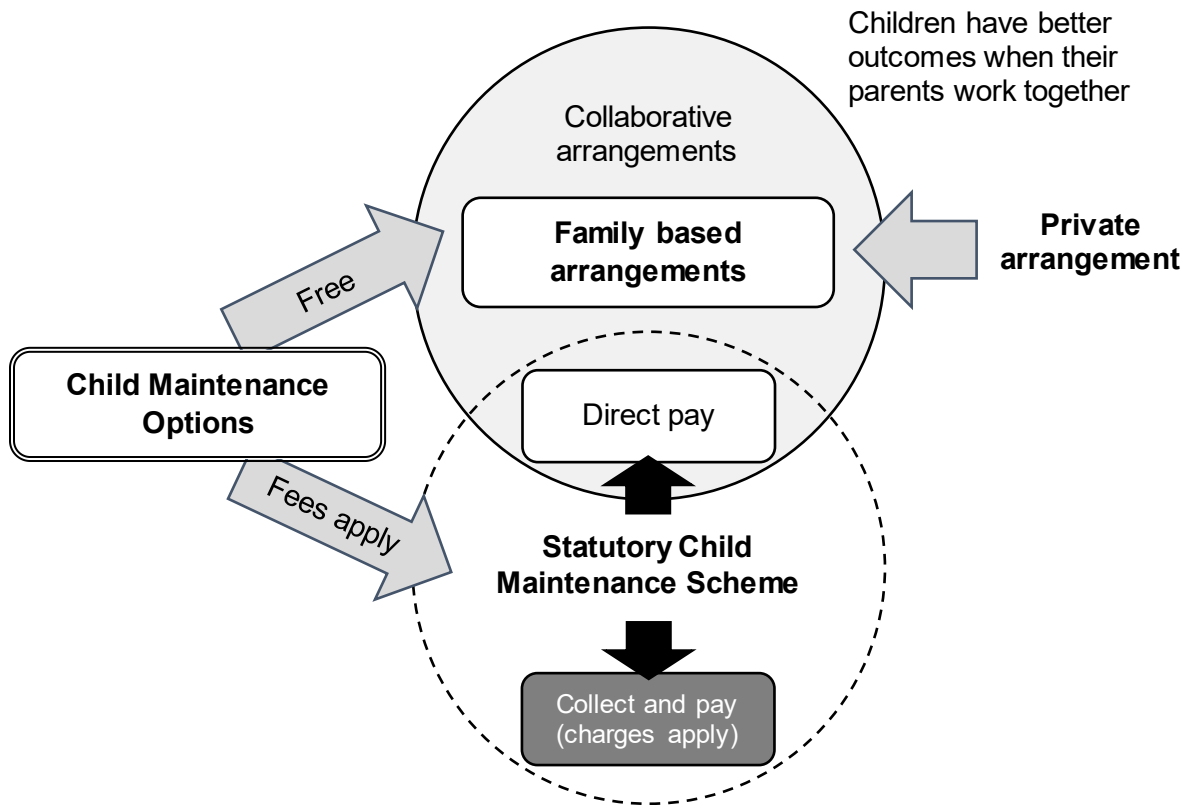 Children have better
outcomes when their
parents work together
Collaborative
arrangements
Family based
arrangements
Private
arrangement
Free
Child Maintenance
Options
Direct pay
Fees apply
Statutory Child
Maintenance Scheme
Collect and pay
(charges apply)